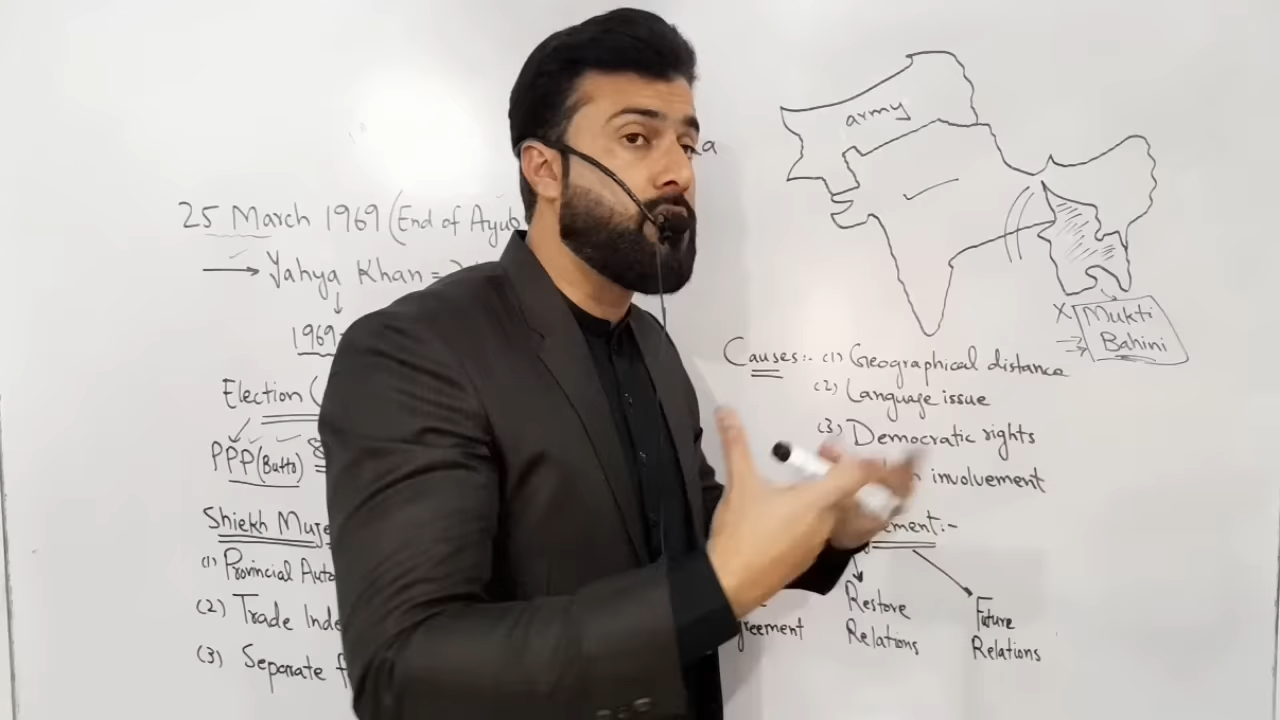 25 March 1969 (End of Ayub
Yahya Khan =
1969-
Election (
PPP (Butto)
Shiekh Muje
(1) Provincial Auto
(2) Trade Inde
(3) Separate f
a
army
X Mukti
Bahini
Causes:- (1) Geographical distance
(2) Language issue
(3) Democratic rights
n involvement
ement:-
greement
Restore
Relations
Future
Relations